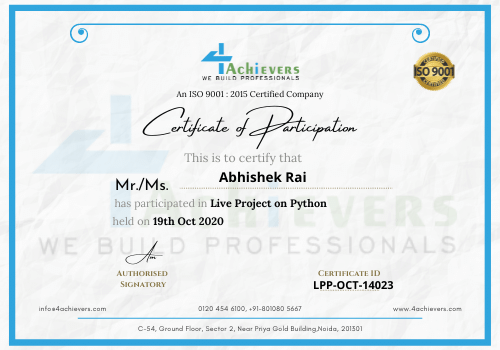 4AchiEVERS
WE BUILD PROFESSIONALS
ISO 9001
An ISO 9001 : 2015 Certified Company
Certificate of Participation
This is to certify that
Mr./Ms. Abhishek Rai
has participated in Live Project on Python
held on 19th Oct 2020
4AchiEVERS
WE BUILD PROFESSIONALS
Authorised
Signatory
Certificate ID
LPP-OCT-14023
info@4achievers.com 0120 454 6100, +91-801080 5667 www.4achievers.com
C-54, Ground Floor, Sector 2, Near Priya Gold Building,Noida, 201301